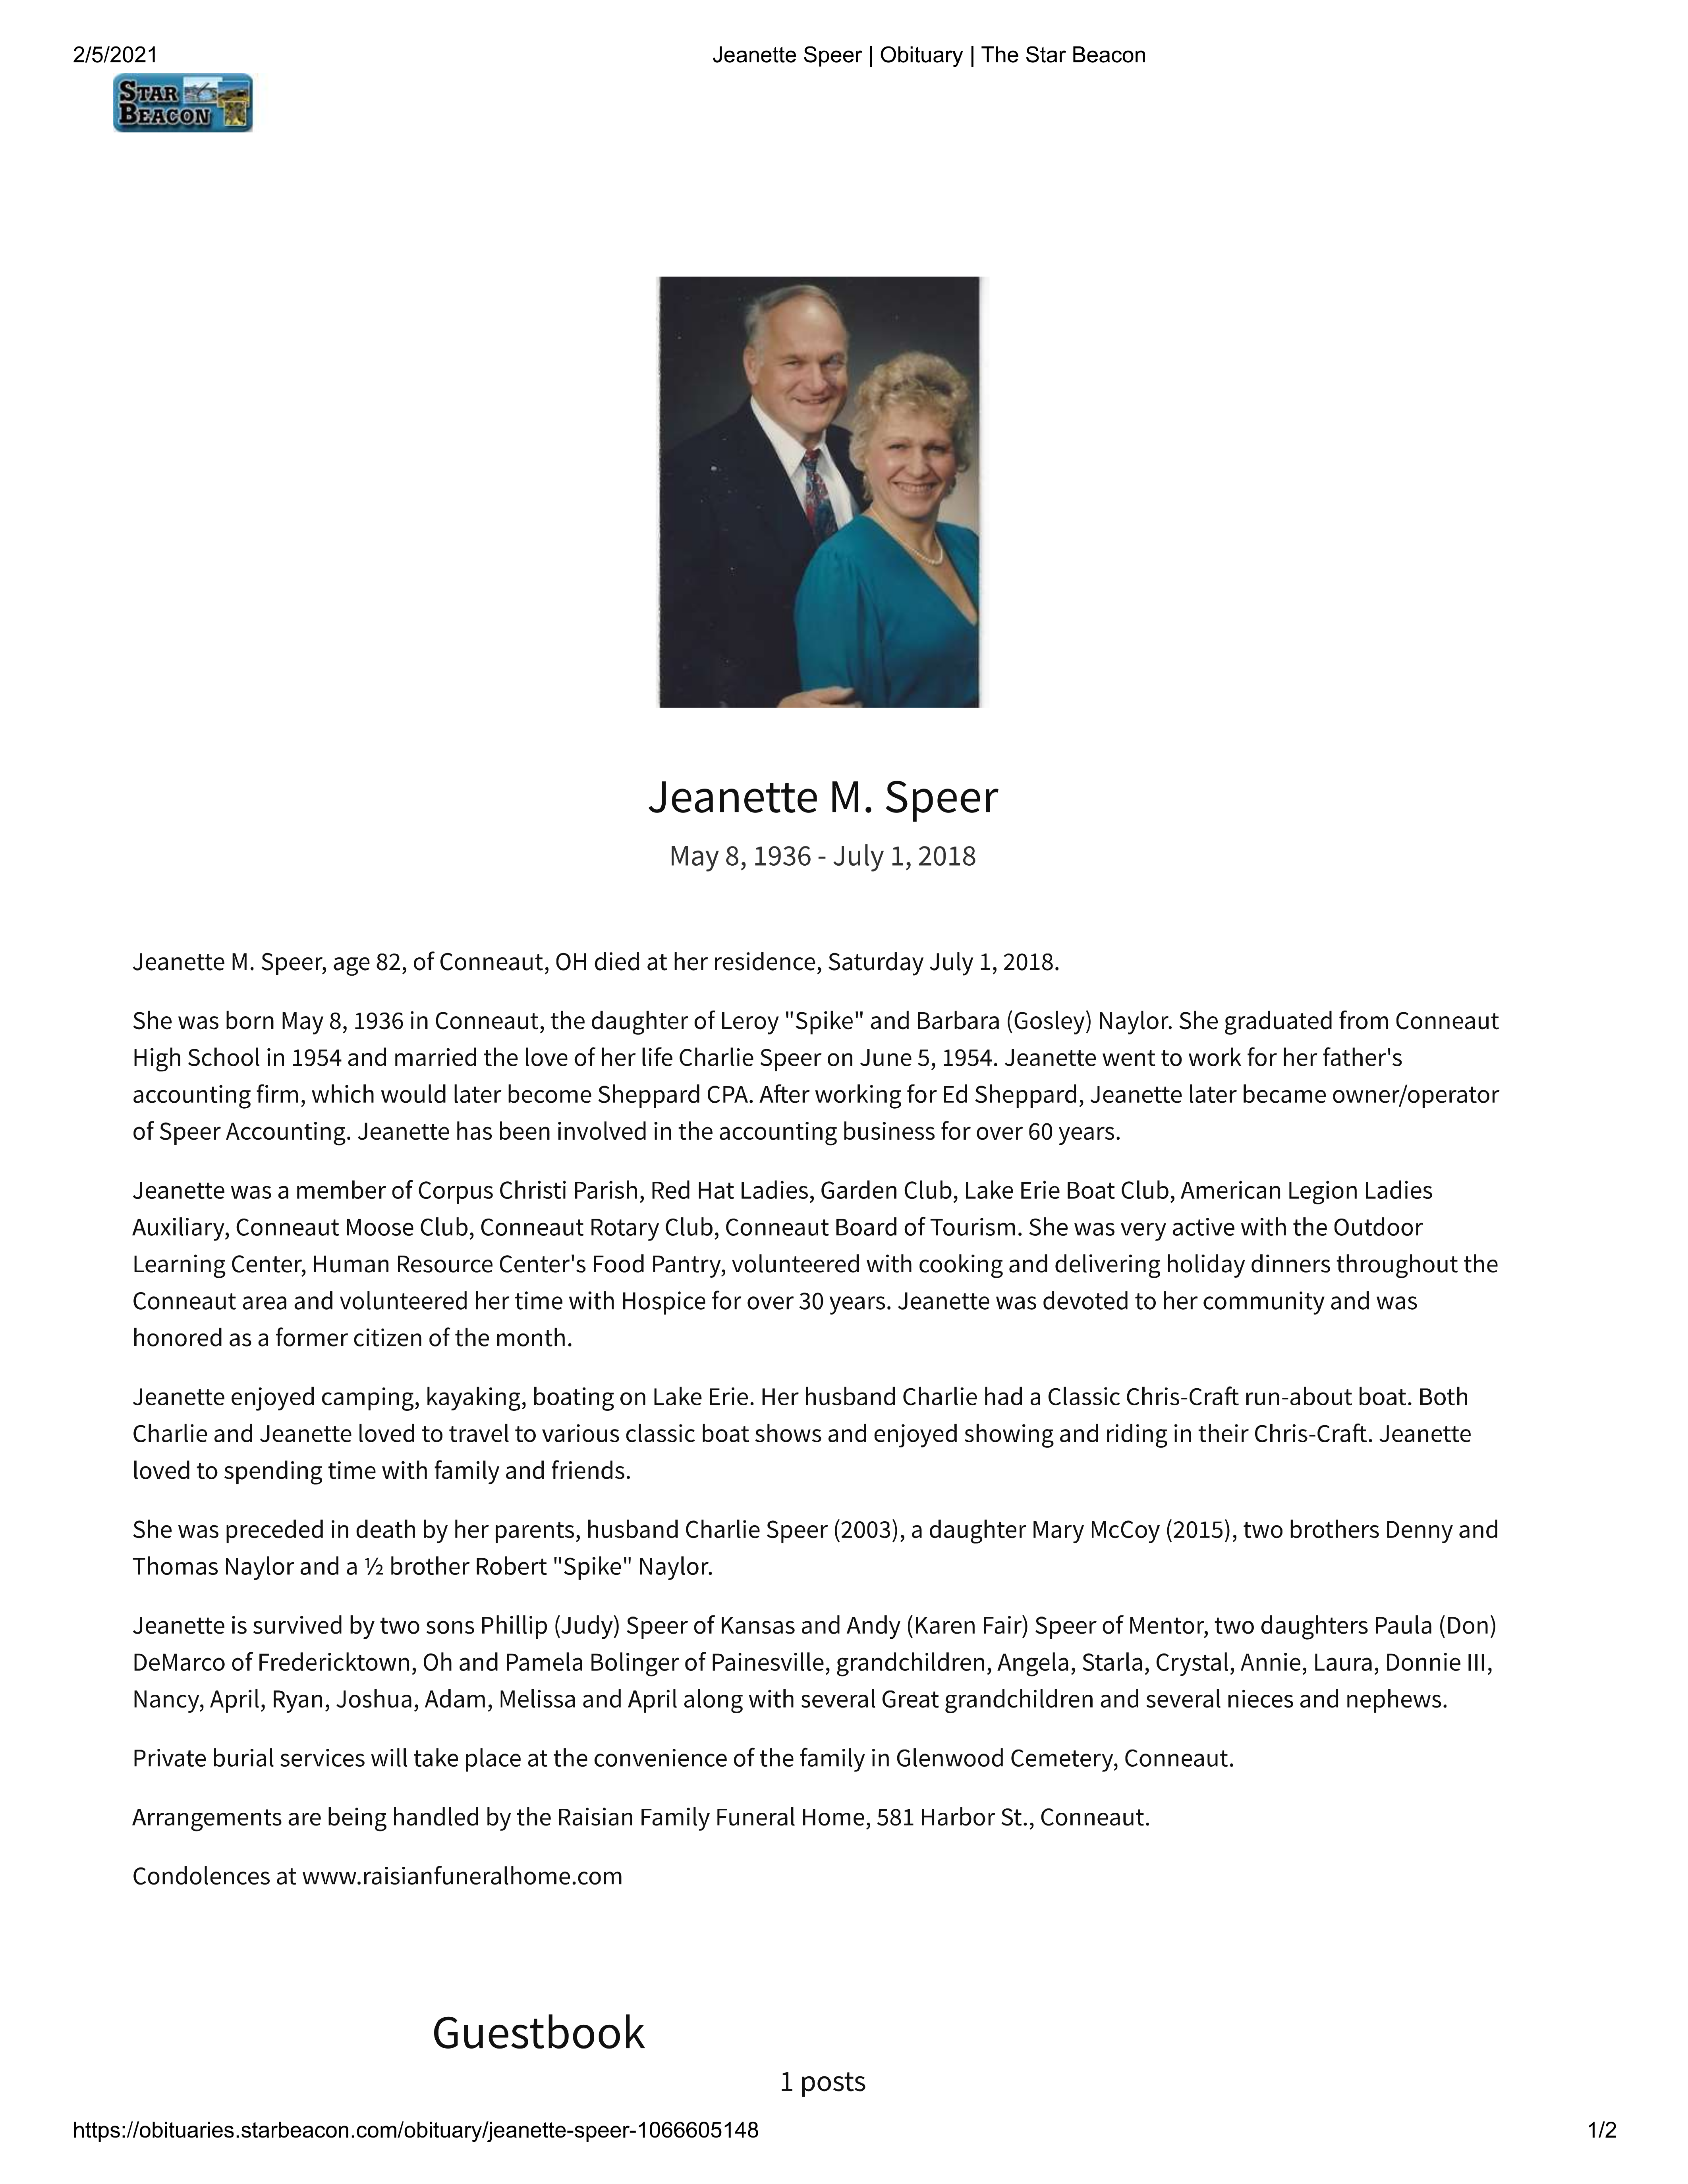 2/5/2021
Jeanette Speer | Obituary | The Star Beacon
STAR
BEACON
Jeanette M. Speer
May 8, 1936 - July 1, 2018
Jeanette M. Speer, age 82, of Conneaut, OH died at her residence, Saturday July 1, 2018.
She was born May 8, 1936 in Conneaut, the daughter of Leroy "Spike" and Barbara (Gosley) Naylor. She graduated from Conneaut
High School in 1954 and married the love of her life Charlie Speer on June 5, 1954. Jeanette went to work for her father's
accounting firm, which would later become Sheppard CPA. After working for Ed Sheppard, Jeanette later became owner/operator
of Speer Accounting. Jeanette has been involved in the accounting business for over 60 years.
Jeanette was a member of Corpus Christi Parish, Red Hat Ladies, Garden Club, Lake Erie Boat Club, American Legion Ladies
Auxiliary, Conneaut Moose Club, Conneaut Rotary Club, Conneaut Board of Tourism. She was very active with the Outdoor
Learning Center, Human Resource Center's Food Pantry, volunteered with cooking and delivering holiday dinners throughout the
Conneaut area and volunteered her time with Hospice for over 30 years. Jeanette was devoted to her community and was
honored as a former citizen of the month.
Jeanette enjoyed camping, kayaking, boating on Lake Erie. Her husband Charlie had a Classic Chris-Craft run-about boat. Both
Charlie and Jeanette loved to travel to various classic boat shows and enjoyed showing and riding in their Chris-Craft. Jeanette
loved to spending time with family and friends.
She was preceded in death by her parents, husband Charlie Speer (2003), a daughter Mary McCoy (2015), two brothers Denny and
Thomas Naylor and a ½ brother Robert "Spike" Naylor.
Jeanette is survived by two sons Phillip (Judy) Speer of Kansas and Andy (Karen Fair) Speer of Mentor, two daughters Paula (Don)
DeMarco of Fredericktown, Oh and Pamela Bolinger of Painesville, grandchildren, Angela, Starla, Crystal, Annie, Laura, Donnie III,
Nancy, April, Ryan, Joshua, Adam, Melissa and April along with several Great grandchildren and several nieces and nephews.
Private burial services will take place at the convenience of the family in Glenwood Cemetery, Conneaut.
Arrangements are being handled by the Raisian Family Funeral Home, 581 Harbor St., Conneaut.
Condolences at www.raisianfuneralhome.com
Guestbook
1 posts
https://obituaries.starbeacon.com/obituary/jeanette-speer-1066605148
1/2